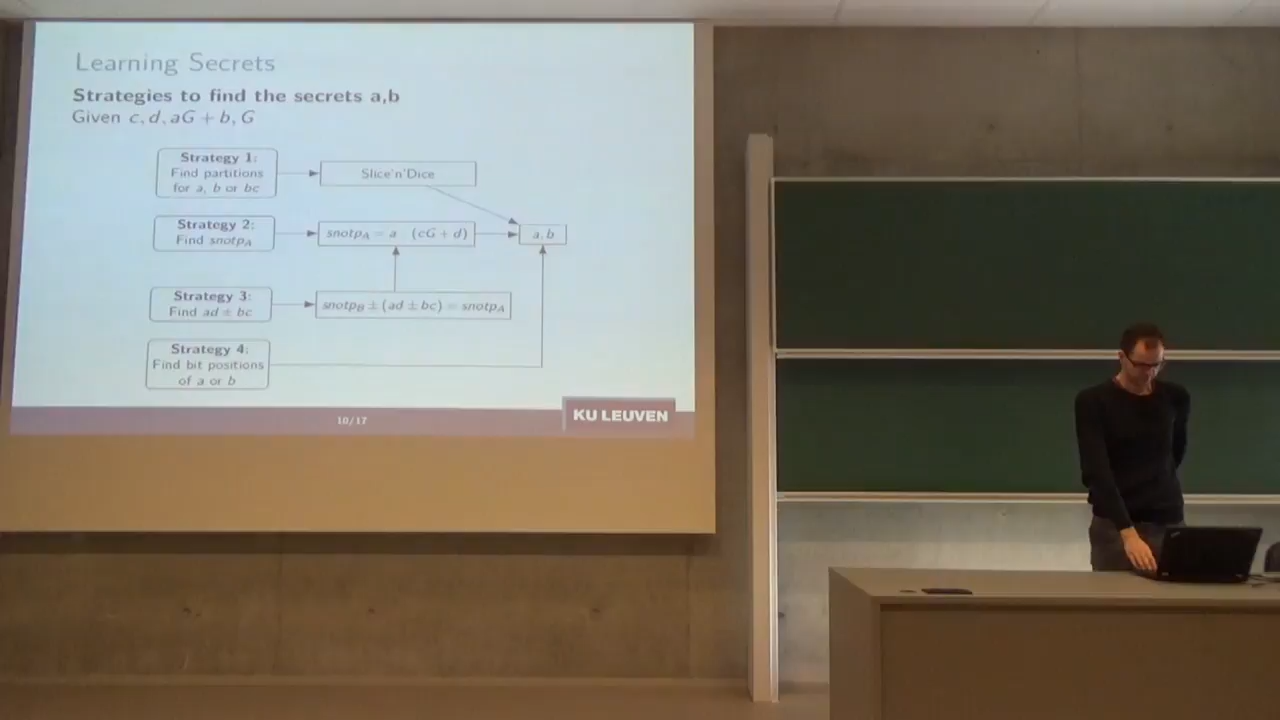 Learning Secrets
Strategies to find the secrets a,b
Given c, d, aG + b, G
Strategy 1:
Find partitions
for a, b or bc
Slice'n'Dice
Strategy 2:
Find snotp_A
snotp_A = a (cG + d)
a, b
Strategy 3:
Find ad ± bc
snotp_B ± (ad ± bc) = snotp_A
Strategy 4:
Find bit positions
of a or b
10/17
KU LEUVEN